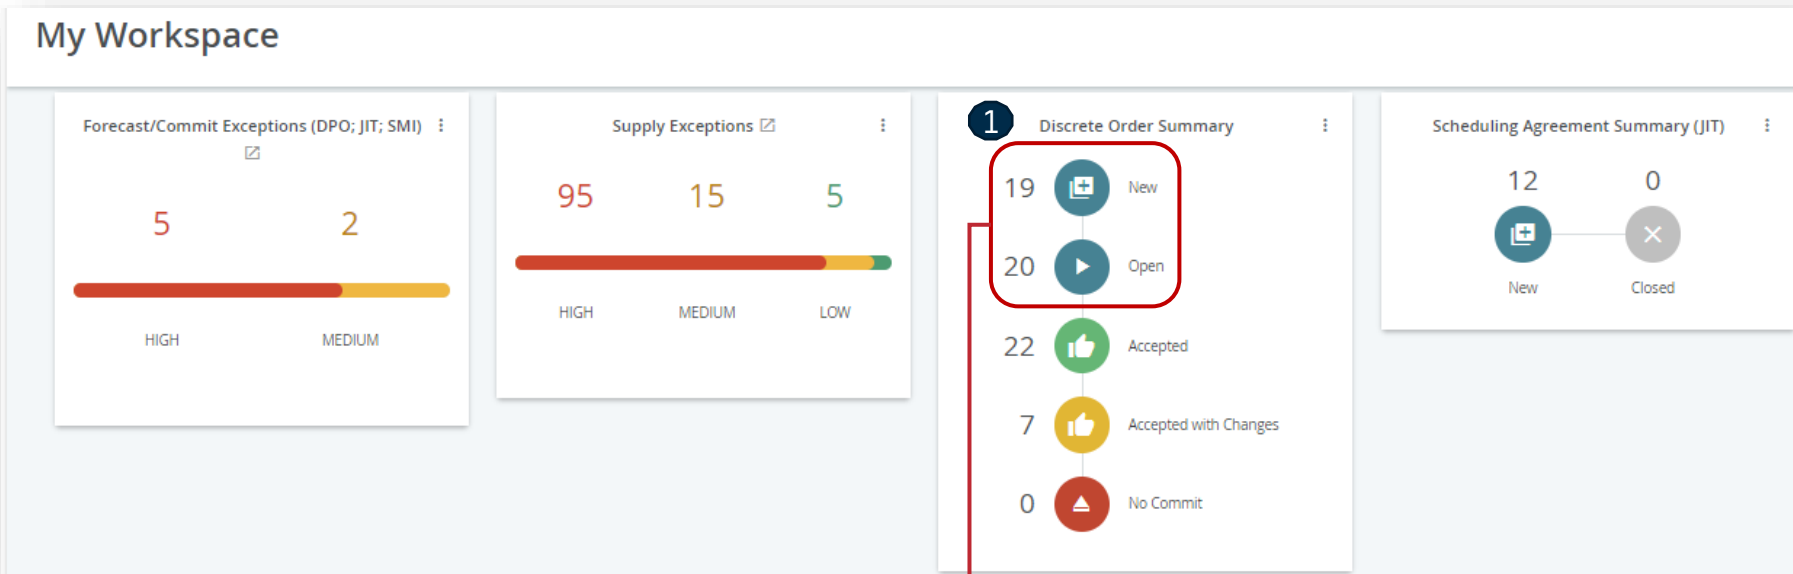 My Workspace
Forecast/Commit Exceptions (DPO; JIT; SMI)
5 2
HIGH MEDIUM
Supply Exceptions
95 15 5
HIGH MEDIUM LOW
1 Discrete Order Summary
19 New
20 Open
22 Accepted
7 Accepted with Changes
0 No Commit
Scheduling Agreement Summary (JIT)
12 0
New Closed